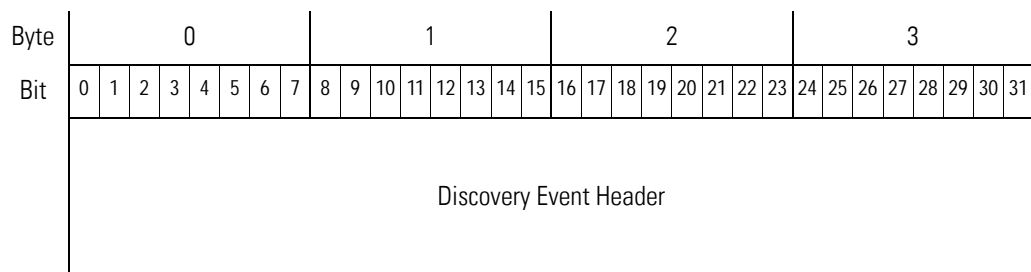 Byte 0 1 2 3
Bit 0 1 2 3 4 5 6 7 8 9 10 11 12 13 14 15 16 17 18 19 20 21 22 23 24 25 26 27 28 29 30 31
Discovery Event Header